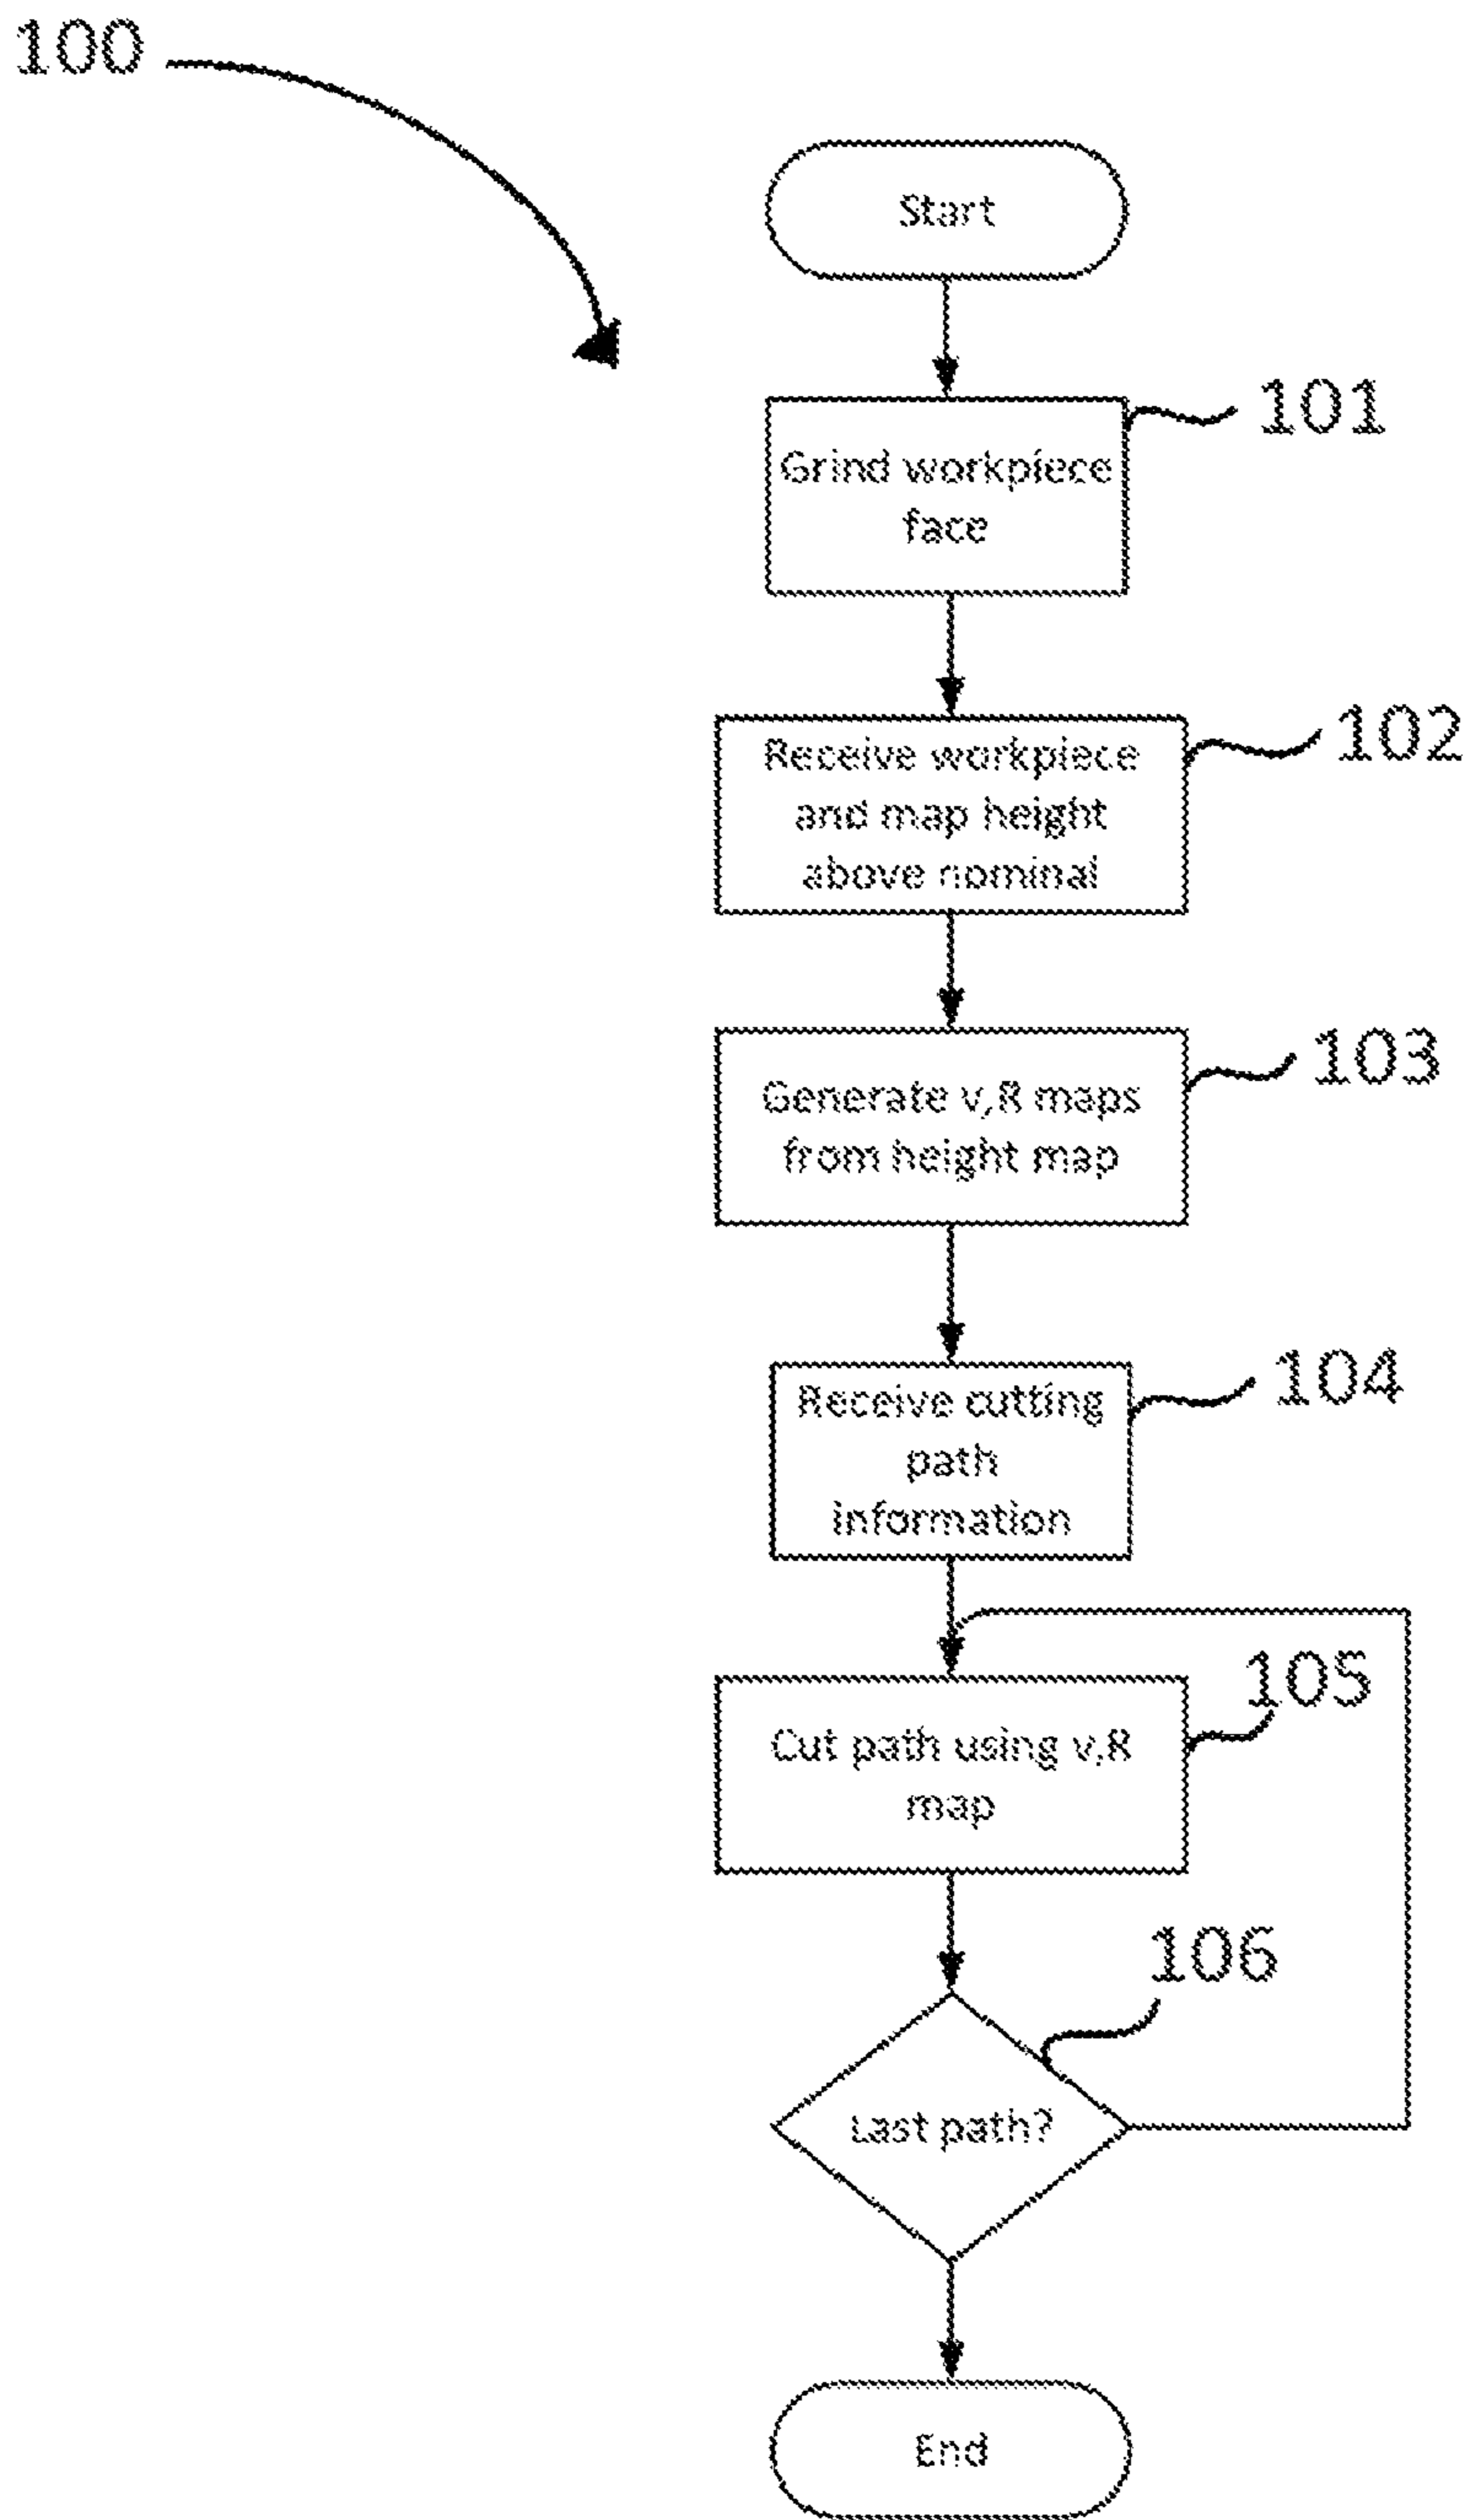 100
Start
101
Grind workpiece
face
102
Receive workpiece
and map height
above nominal
103
Generate v,R maps
from height map
104
Receive cutting
path
information
105
Cut path using v,R
map
106
Last path?
End